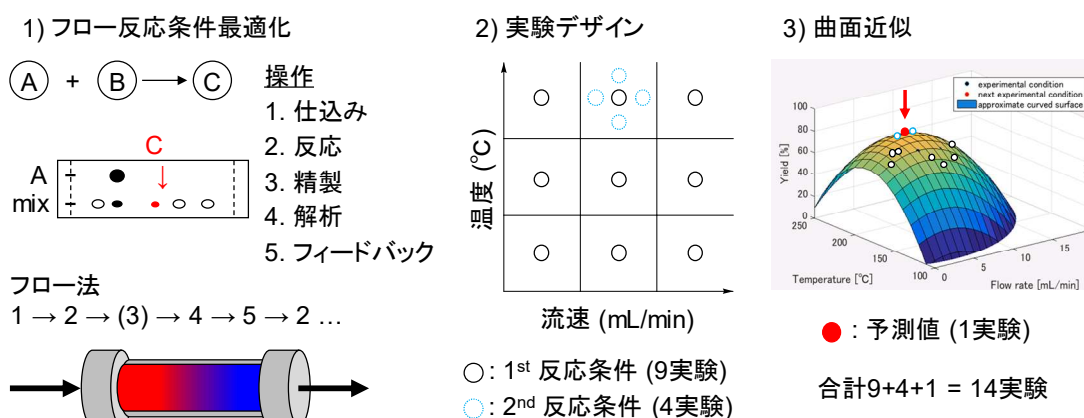 1) フロー反応条件最適化
A + B C
操作
1. 仕込み
2. 反応
3. 精製
4. 解析
5. フィードバック
C
A
mix
フロー法
1 → 2 → (3) → 4 → 5 → 2 …
2) 実験デザイン
温度 (°C)
流速 (mL/min)
○: 1st 反応条件 (9実験)
○: 2nd 反応条件 (4実験)
3) 曲面近似
experimental condition
next experimental condition
approximate curved surface
Yield [%]
100
80
60
40
20
0
250
200
150
100
Temperature [°C]
0
5
10
15
Flow rate [mL/min]
●: 予測値 (1実験)
合計9+4+1 = 14実験